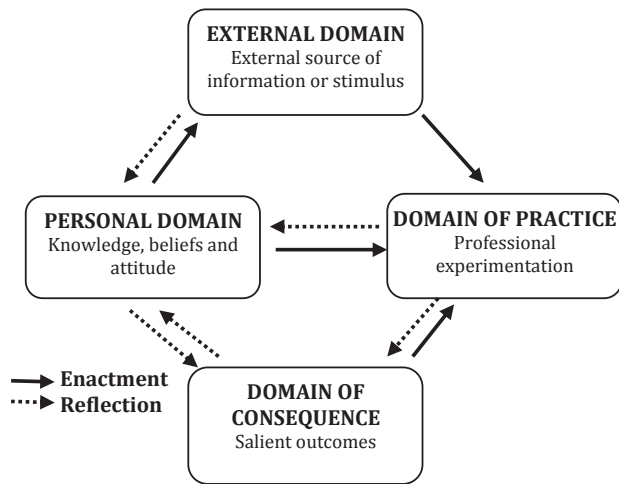 EXTERNAL DOMAIN
External source of
information or stimulus
PERSONAL DOMAIN
Knowledge, beliefs and
attitude
DOMAIN OF PRACTICE
Professional
experimentation
DOMAIN OF
CONSEQUENCE
Salient outcomes
Enactment
Reflection